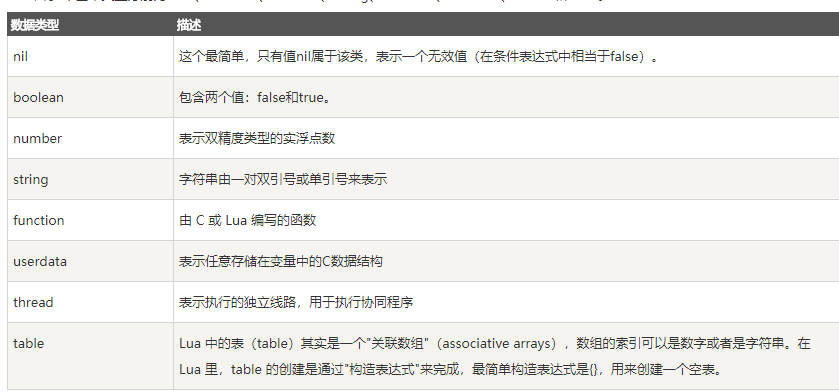 数据类型 描述
nil 这个最简单，只有值nil属于该类，表示一个无效值（在条件表达式中相当于false）。
boolean 包含两个值：false和true。
number 表示双精度类型的实浮点数
string 字符串由一对双引号或单引号来表示
function 由 C 或 Lua 编写的函数
userdata 表示任意存储在变量中的C数据结构
thread 表示执行的独立线路，用于执行协同程序
table Lua 中的表（table）其实是一个"关联数组"（associative arrays），数组的索引可以是数字或者是字符串。在
Lua 里，table 的创建是通过"构造表达式"来完成，最简单构造表达式是{}，用来创建一个空表。